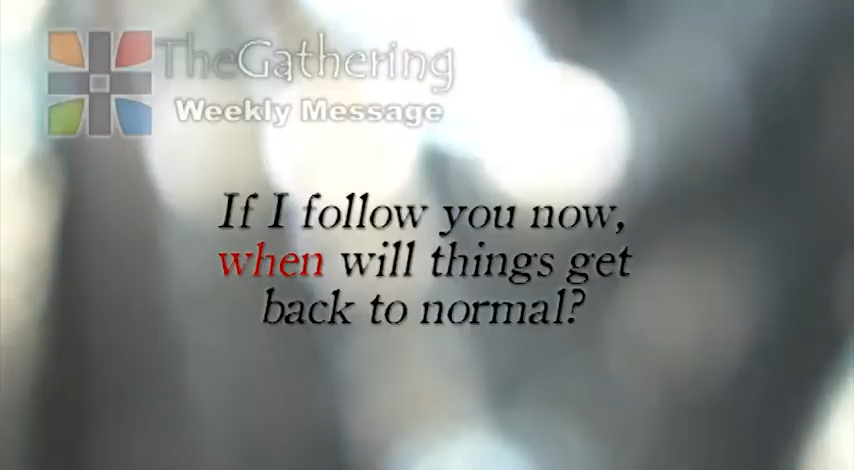 TheGathering
Weekly Message
If I follow you now,
when will things get
back to normal?